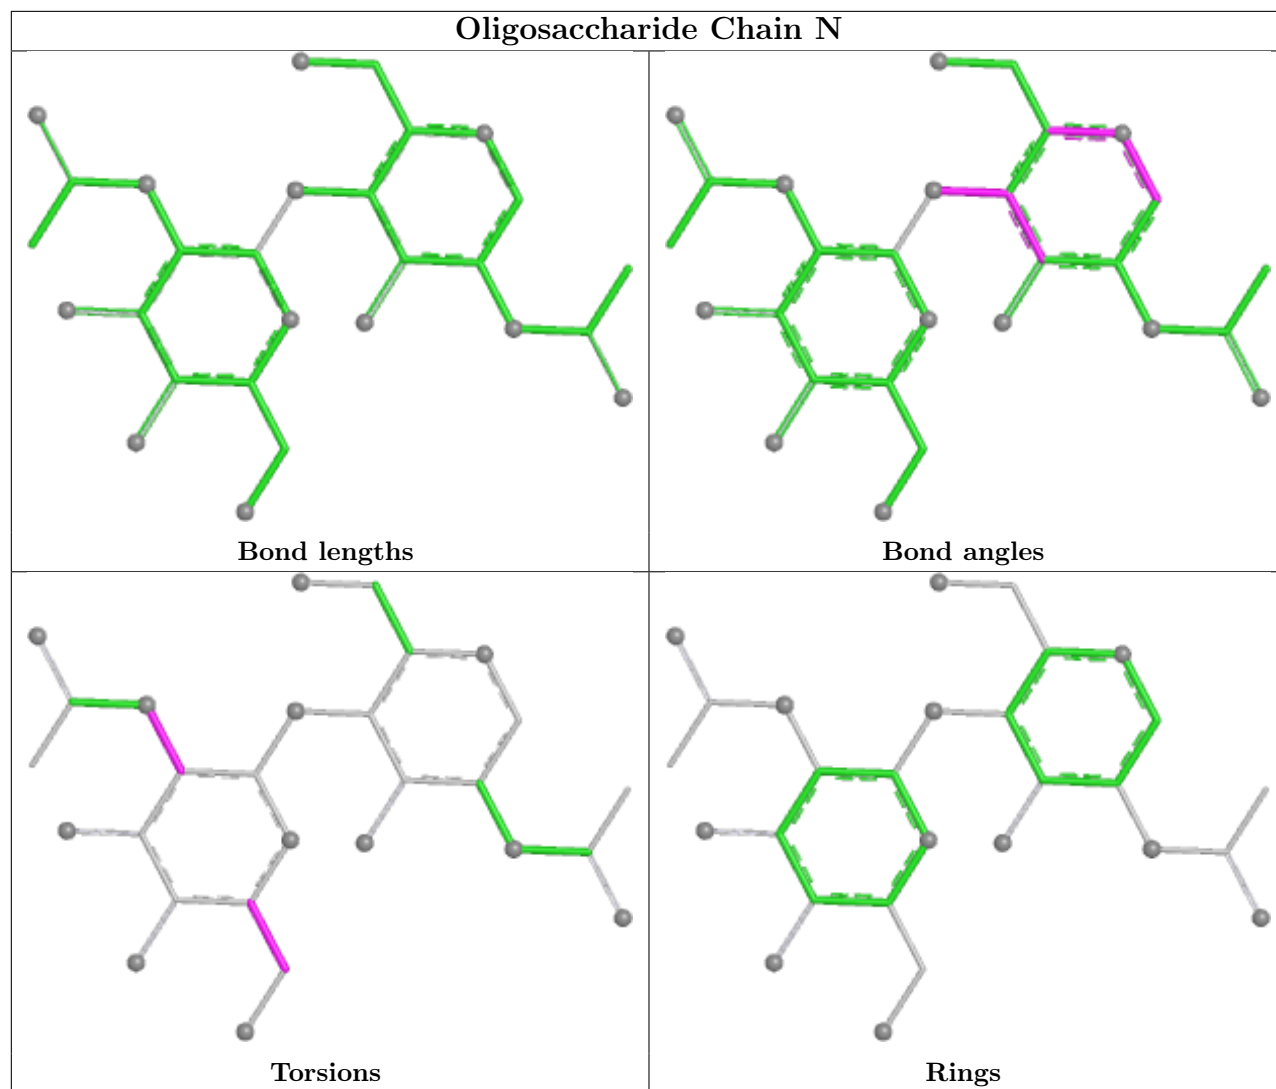 Oligosaccharide Chain N
Bond lengths
Bond angles
Torsions
Rings